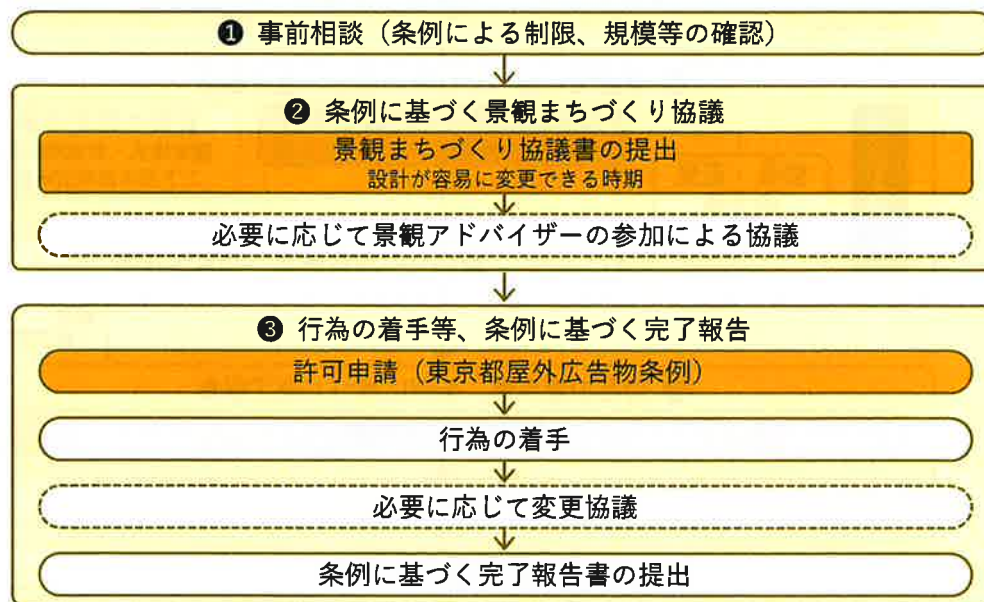 ❶ 事前相談（条例による制限、規模等の確認）
❷ 条例に基づく景観まちづくり協議
景観まちづくり協議書の提出
設計が容易に変更できる時期
必要に応じて景観アドバイザーの参加による協議
❸ 行為の着手等、条例に基づく完了報告
許可申請（東京都屋外広告物条例）
行為の着手
必要に応じて変更協議
条例に基づく完了報告書の提出